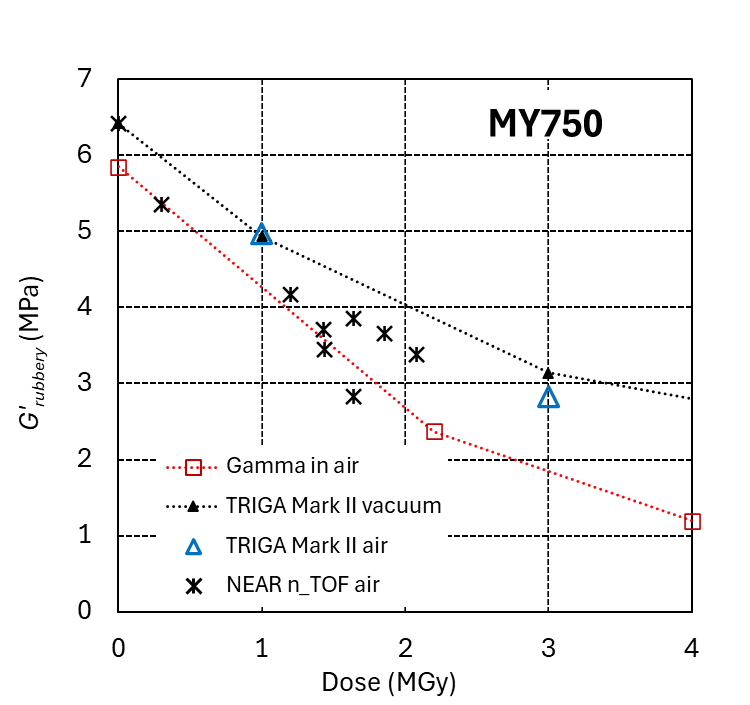 7
MY750
6
5
4
3
2
1
0
G'rubbery (MPa)
Gamma in air
TRIGA Mark II vacuum
TRIGA Mark II air
NEAR n_TOF air
0 1 2 3 4
Dose (MGy)